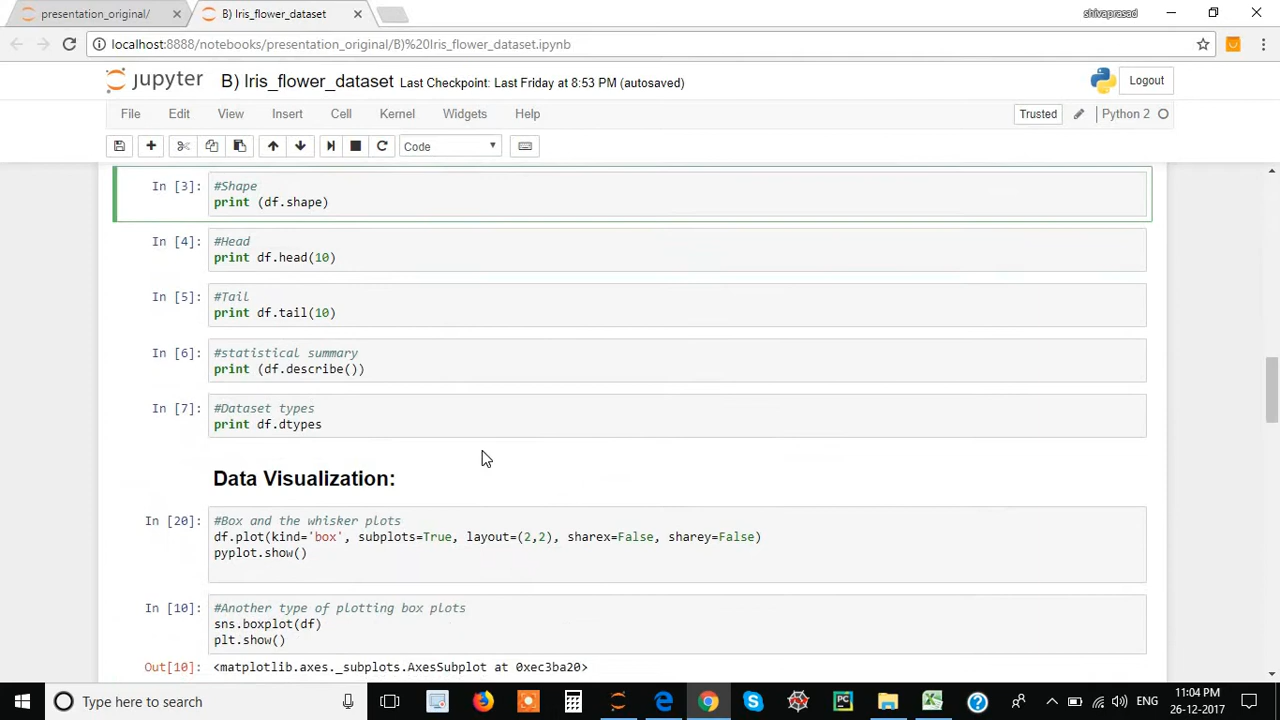 presentation_original/
B) Iris_flower_dataset
shivaprasad
localhost:8888/notebooks/presentation_original/B)%20Iris_flower_dataset.ipynb
jupyter B) Iris_flower_dataset Last Checkpoint: Last Friday at 8:53 PM (autosaved)
Logout
File Edit View Insert Cell Kernel Widgets Help
Trusted Python 2
Code
In [3]: #Shape
print (df.shape)
In [4]: #Head
print df.head(10)
In [5]: #Tail
print df.tail(10)
In [6]: #statistical summary
print (df.describe())
In [7]: #Dataset types
print df.dtypes
Data Visualization:
In [20]: #Box and the whisker plots
df.plot(kind='box', subplots=True, layout=(2,2), sharex=False, sharey=False)
pyplot.show()
In [10]: #Another type of plotting box plots
sns.boxplot(df)
plt.show()
Out[10]: <matplotlib.axes._subplots.AxesSubplot at 0xec3ba20>
Type here to search
ENG
11:04 PM
26-12-2017